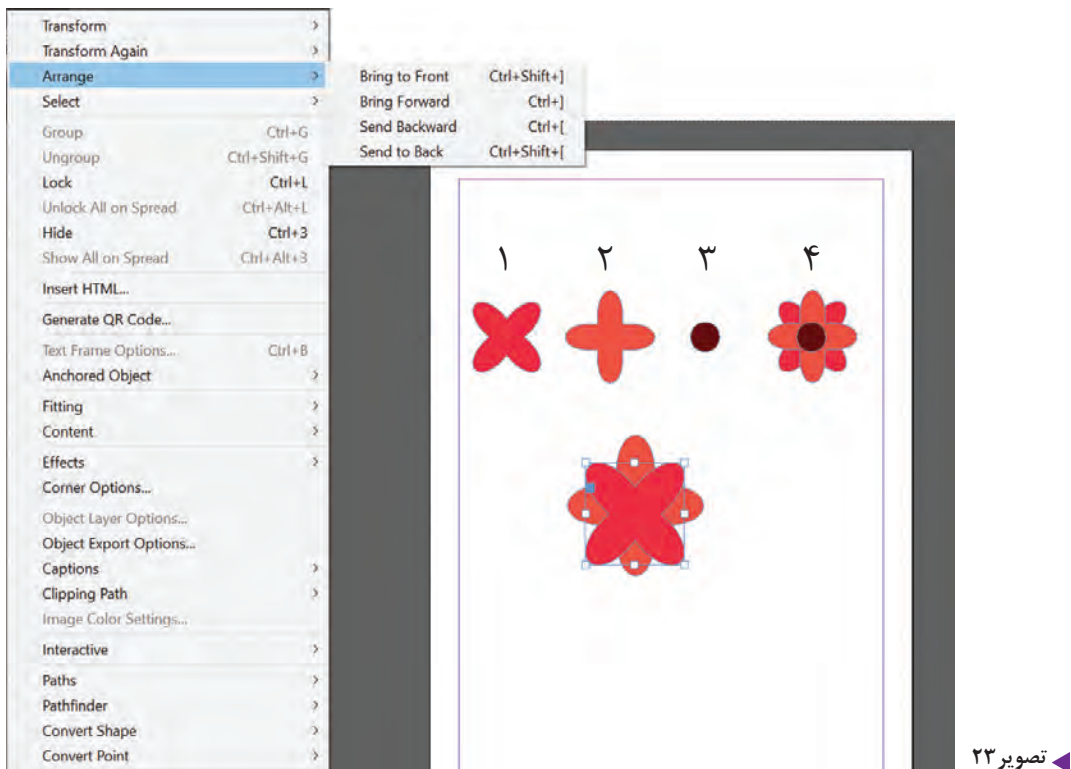 Transform
Transform Again
Arrange
Select
Group Ctrl+G
Ungroup Ctrl+Shift+G
Lock Ctrl+L
Unlock All on Spread Ctrl+Alt+L
Hide Ctrl+3
Show All on Spread Ctrl+Alt+3
Insert HTML...
Generate QR Code...
Text Frame Options... Ctrl+B
Anchored Object
Fitting
Content
Effects
Corner Options...
Object Layer Options...
Object Export Options...
Captions
Clipping Path
Image Color Settings...
Interactive
Paths
Pathfinder
Convert Shape
Convert Point
Bring to Front Ctrl+Shift+]
Bring Forward Ctrl+]
Send Backward Ctrl+[
Send to Back Ctrl+Shift+[
۱ ۲ ۳ ۴
تصویر۲۳